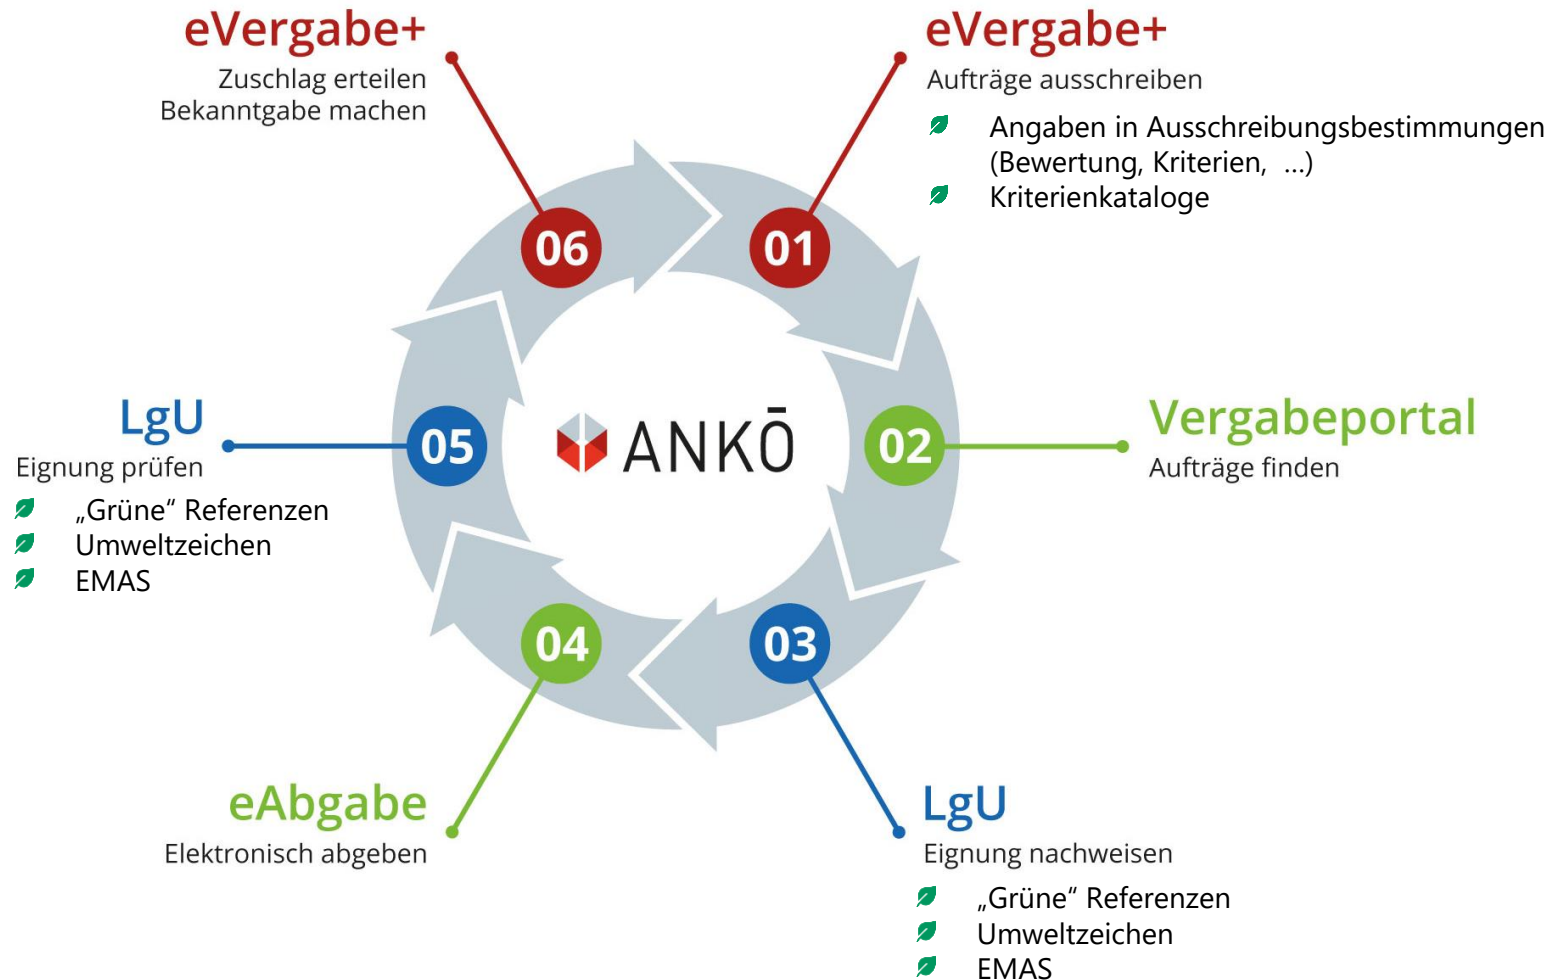 eVergabe+
Zuschlag erteilen
Bekanntgabe machen
eVergabe+
Aufträge ausschreiben
Angaben in Ausschreibungsbestimmungen
(Bewertung, Kriterien, ...)
Kriterienkataloge
06
01
LgU
Eignung prüfen
„Grüne“ Referenzen
Umweltzeichen
EMAS
05
ANKŌ
02
Vergabeportal
Aufträge finden
04
03
eAbgabe
Elektronisch abgeben
LgU
Eignung nachweisen
„Grüne“ Referenzen
Umweltzeichen
EMAS